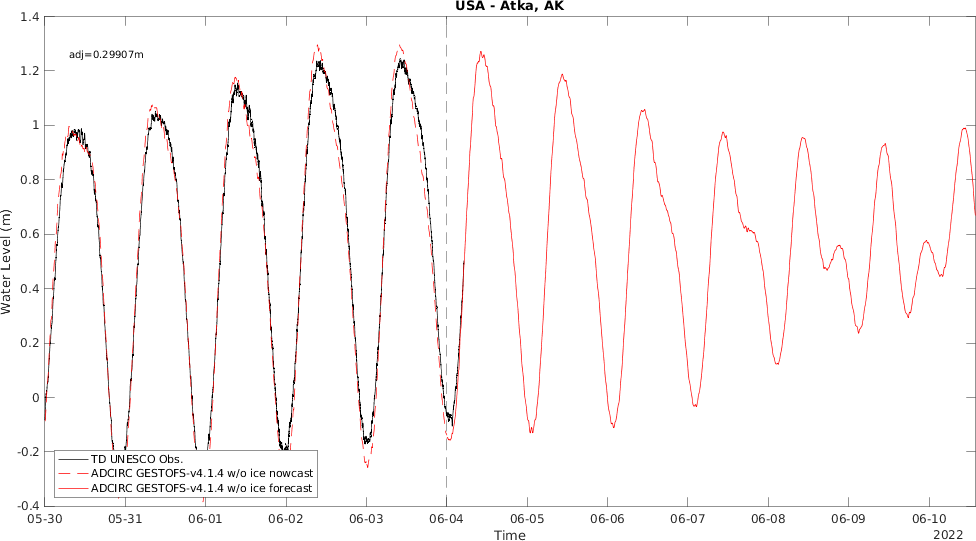 USA - Atka, AK
adj=0.29907m
Water Level (m)
1.4
1.2
1
0.8
0.6
0.4
0.2
0
-0.2
-0.4
TD UNESCO Obs.
ADCIRC GESTOFS-v4.1.4 w/o ice nowcast
ADCIRC GESTOFS-v4.1.4 w/o ice forecast
05-30 05-31 06-01 06-02 06-03 06-04 06-05 06-06 06-07 06-08 06-09 06-10
Time
2022